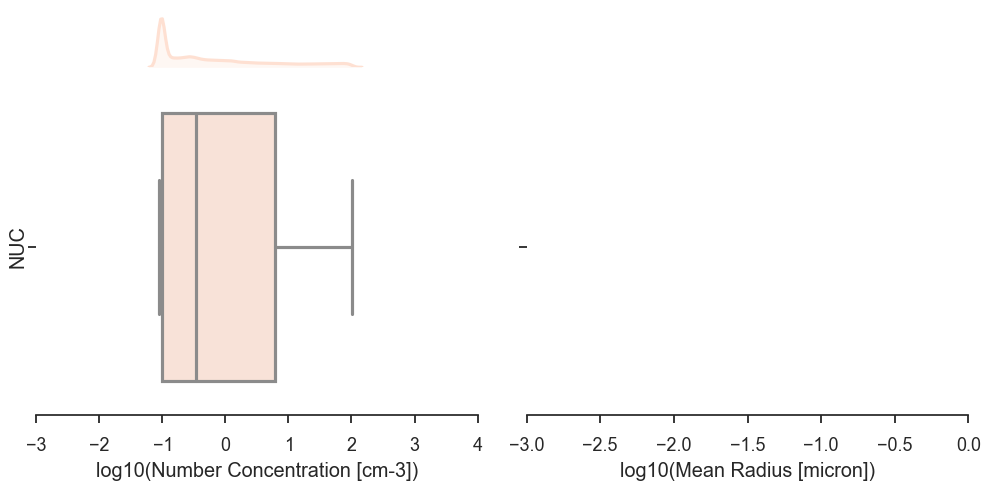 NUC
−3 −2 −1 0 1 2 3 4
log10(Number Concentration [cm-3])
−3.0 −2.5 −2.0 −1.5 −1.0 −0.5 0.0
log10(Mean Radius [micron])